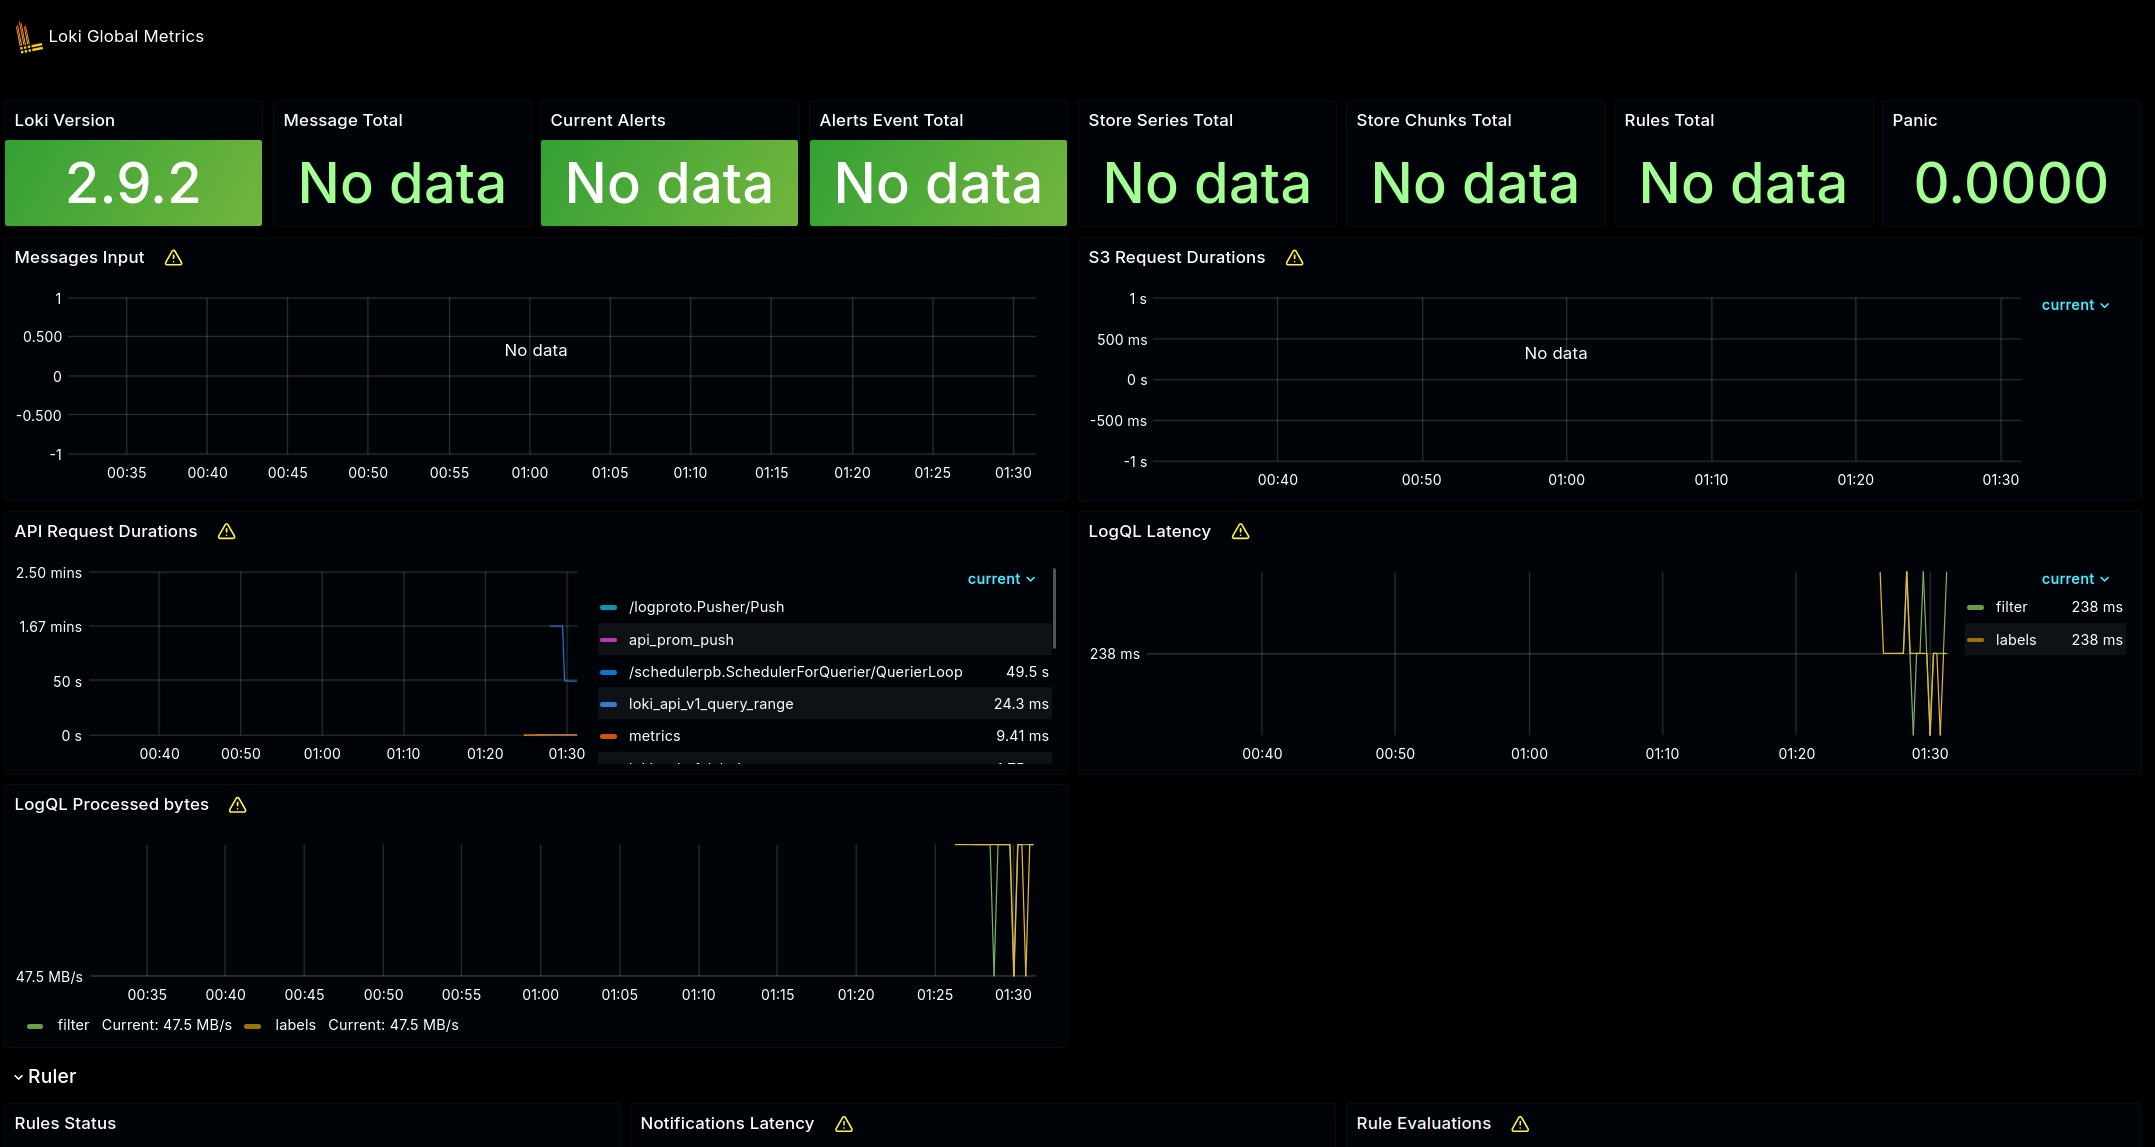 Loki Global Metrics
Loki Version
2.9.2
Message Total
No data
Current Alerts
No data
Alerts Event Total
No data
Store Series Total
No data
Store Chunks Total
No data
Rules Total
No data
Panic
0.0000
Messages Input
1
0.500
0
-0.500
-1
No data
00:35 00:40 00:45 00:50 00:55 01:00 01:05 01:10 01:15 01:20 01:25 01:30
S3 Request Durations
1 s
500 ms
0 s
-500 ms
-1 s
No data
00:40 00:50 01:00 01:10 01:20 01:30
current
API Request Durations
2.50 mins
1.67 mins
50 s
0 s
00:40 00:50 01:00 01:10 01:20 01:30
current
/logproto.Pusher/Push
api_prom_push
/schedulerpb.SchedulerForQuerier/QuerierLoop 49.5 s
loki_api_v1_query_range 24.3 ms
metrics 9.41 ms
LogQL Latency
238 ms
00:40 00:50 01:00 01:10 01:20 01:30
current
filter 238 ms
labels 238 ms
LogQL Processed bytes
47.5 MB/s
00:35 00:40 00:45 00:50 00:55 01:00 01:05 01:10 01:15 01:20 01:25 01:30
filter Current: 47.5 MB/s labels Current: 47.5 MB/s
Ruler
Rules Status
Notifications Latency
Rule Evaluations